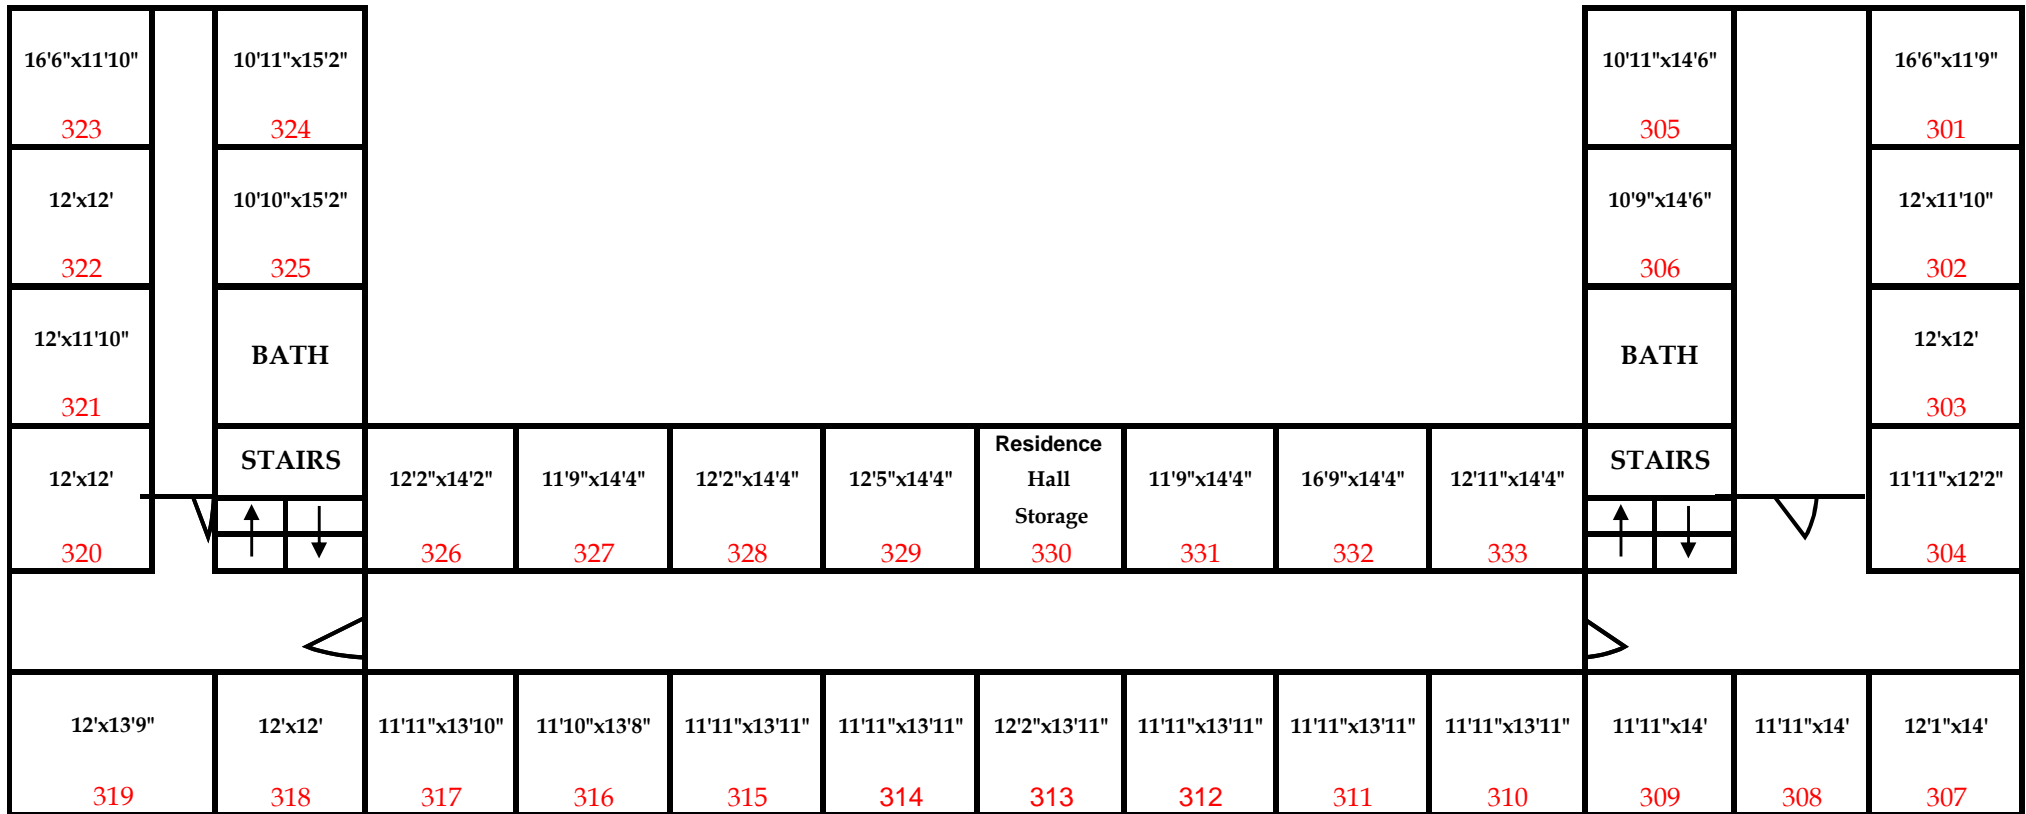 16'6"x11'10"
10'11"x15'2"
10'11"x14'6"
16'6"x11'9"
323
324
305
301
12'x12'
10'10"x15'2"
10'9"x14'6"
12'x11'10"
322
325
306
302
12'x11'10"
BATH
BATH
12'x12'
321
303
12'x12'
STAIRS
12'2"x14'2"
11'9"x14'4"
12'2"x14'4"
12'5"x14'4"
Residence
Hall
Storage
11'9"x14'4"
16'9"x14'4"
12'11"x14'4"
STAIRS
11'11"x12'2"
320
326
327
328
329
330
331
332
333
304
12'x13'9"
12'x12'
11'11"x13'10"
11'10"x13'8"
11'11"x13'11"
11'11"x13'11"
12'2"x13'11"
11'11"x13'11"
11'11"x13'11"
11'11"x13'11"
11'11"x14'
11'11"x14'
12'1"x14'
319
318
317
316
315
314
313
312
311
310
309
308
307